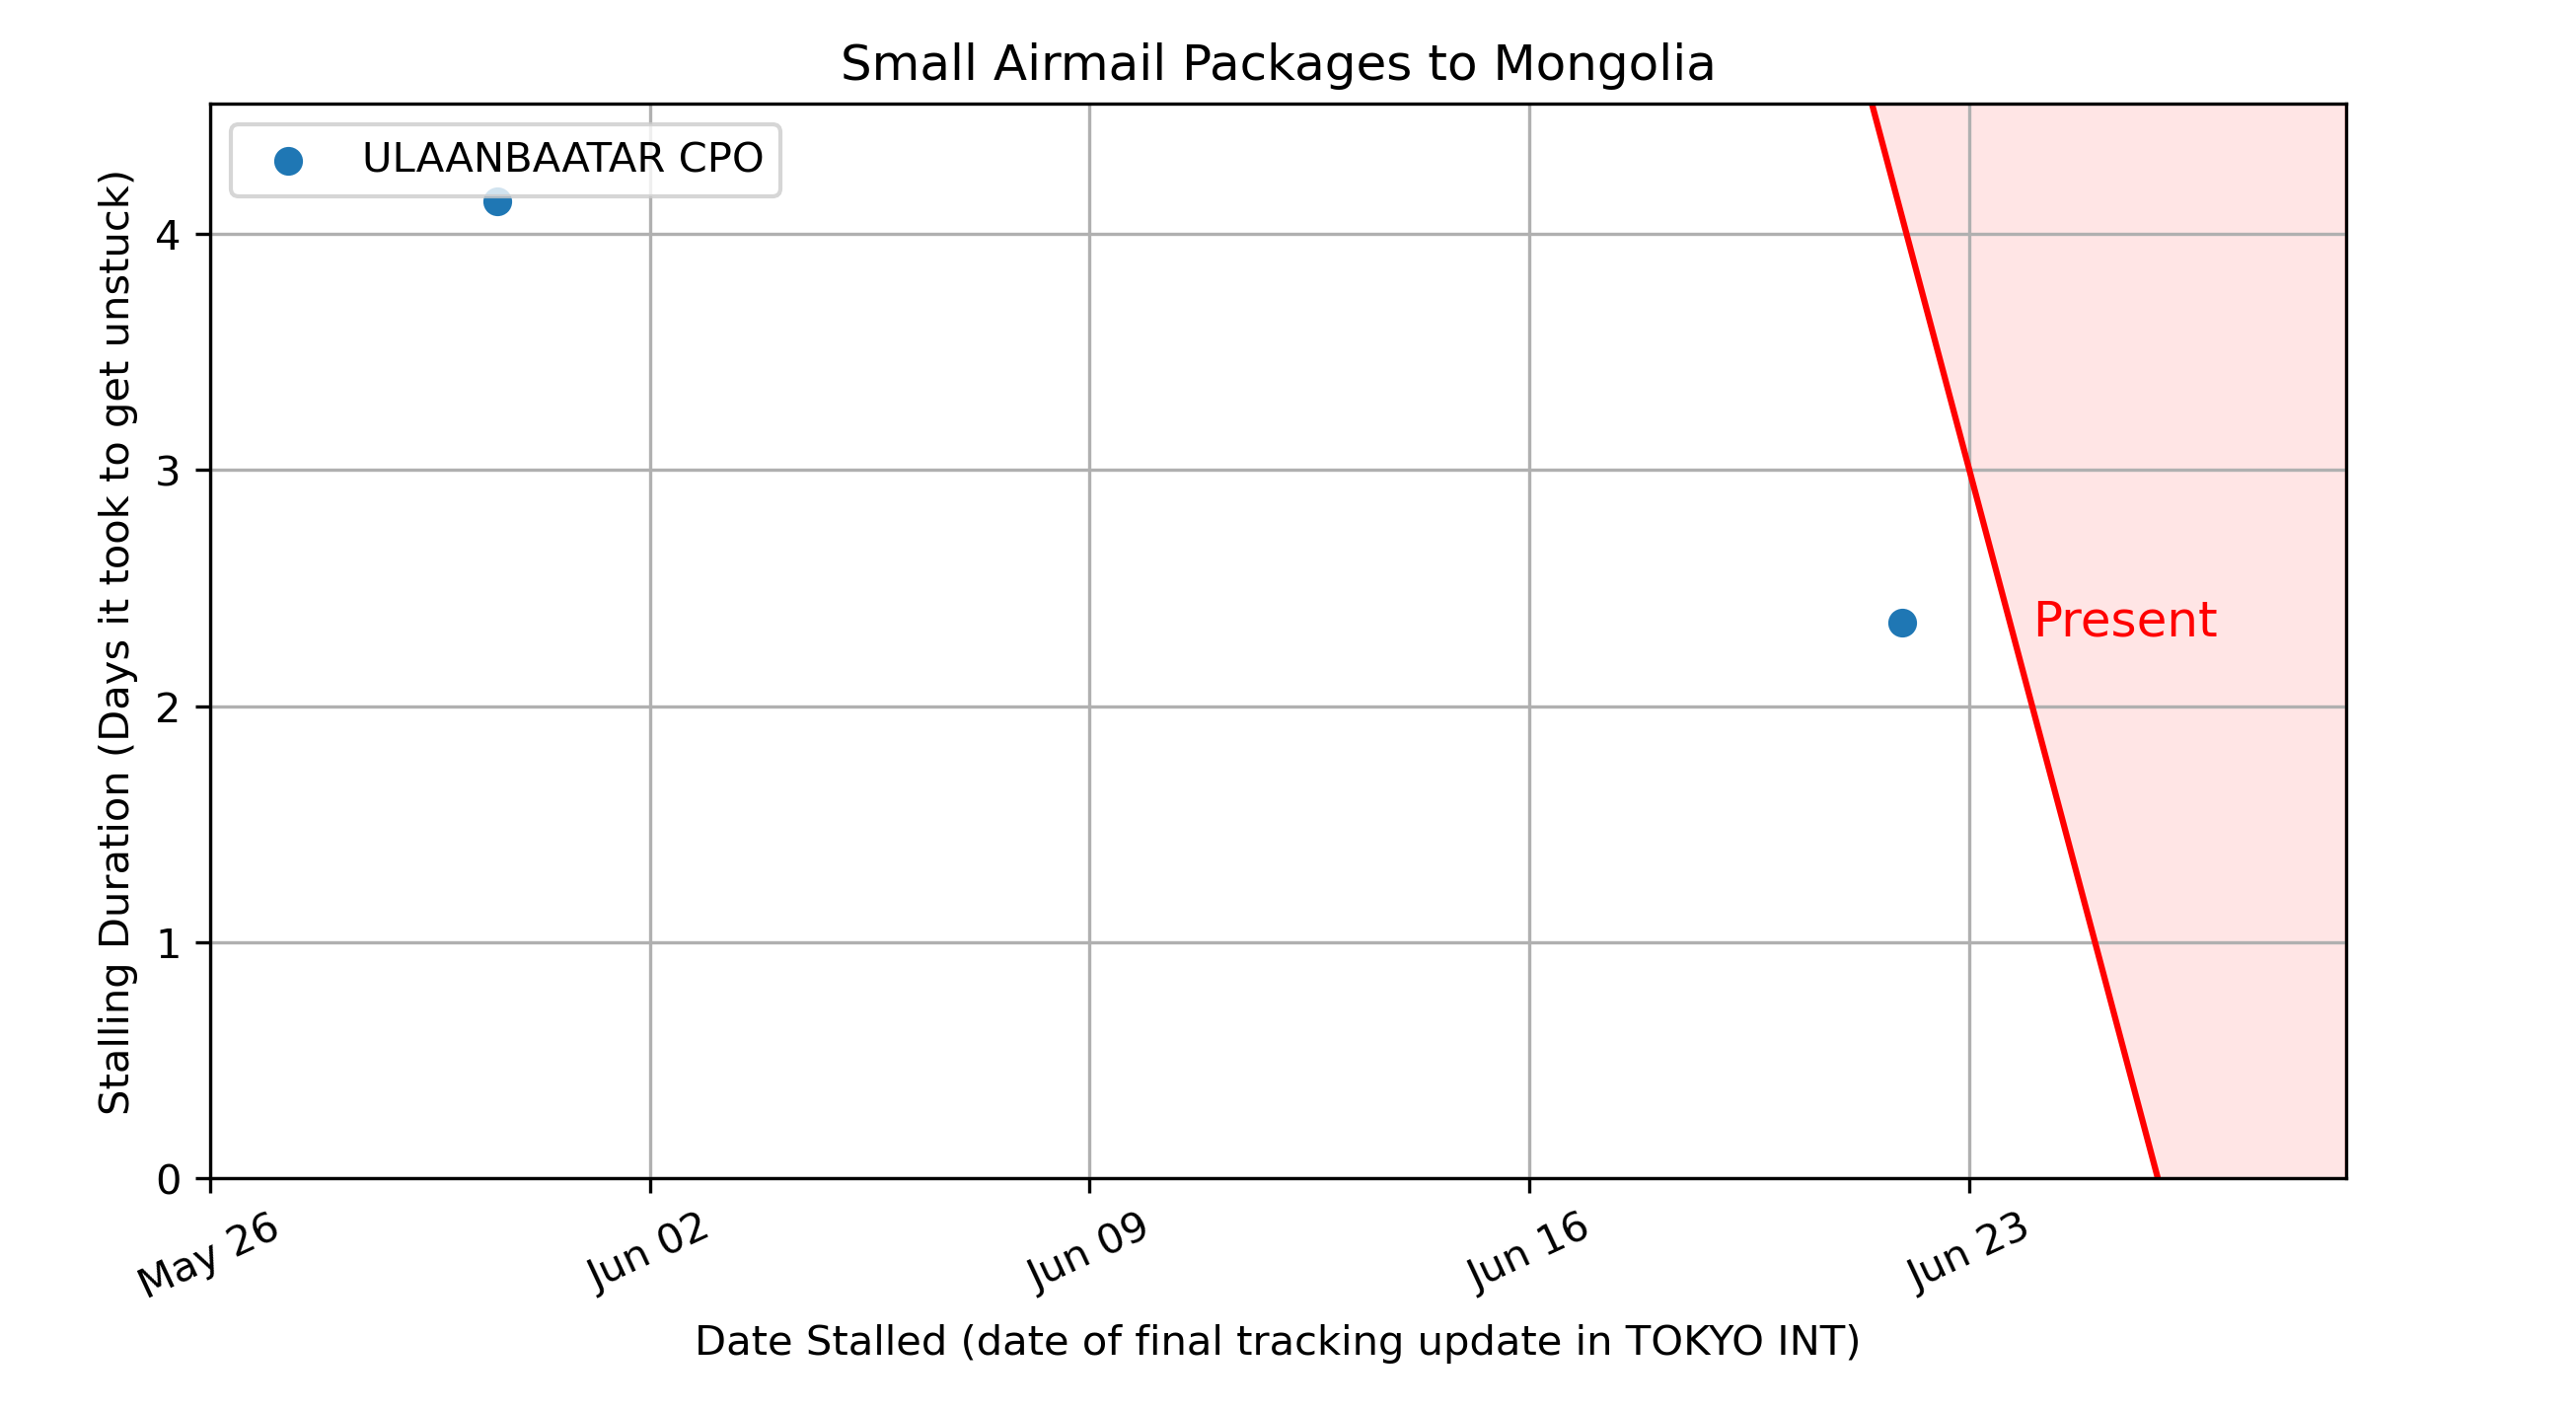 Small Airmail Packages to Mongolia
ULAANBAATAR CPO
Stalling Duration (Days it took to get unstuck)
4
3
2
1
0
Present
May 26
Jun 02
Jun 09
Jun 16
Jun 23
Date Stalled (date of final tracking update in TOKYO INT)